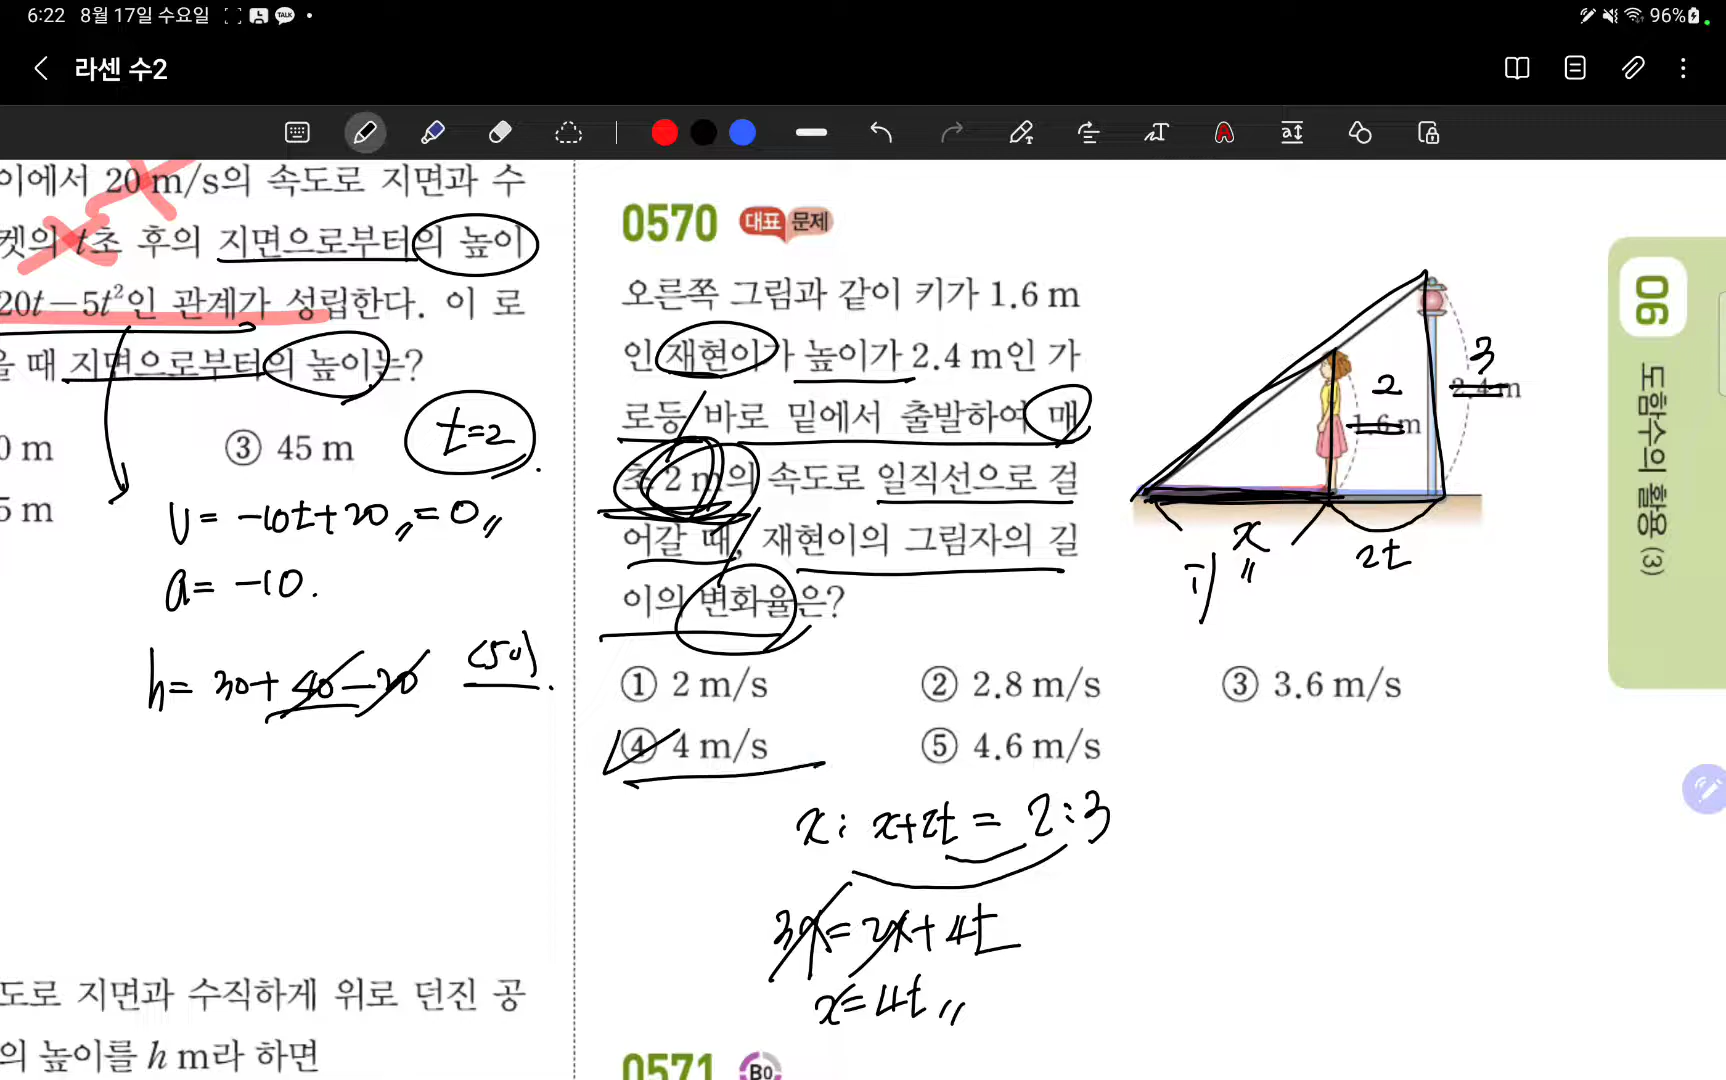 6:22 8월 17일 수요일
TALK
96%
라센 수2
이에서 20 m/s의 속도로 지면과 수
켓의 t초 후의 지면으로부터의 높이
20t−5t²인 관계가 성립한다. 이 로
을 때 지면으로부터의 높이는?
0 m ③ 45 m
5 m
t=2
v = -10t+20 〃=0〃
a= -10.
h= 30+40-20 (50).
도로 지면과 수직하게 위로 던진 공
의 높이를 h m라 하면
0570 대표 문제
오른쪽 그림과 같이 키가 1.6 m
인 재현이가 높이가 2.4 m인 가
로등 바로 밑에서 출발하여 매
초 2 m의 속도로 일직선으로 걸
어갈 때, 재현이의 그림자의 길
이의 변화율은?
3
2.4 m
2
1.6 m
x
2t
i)
① 2 m/s ② 2.8 m/s ③ 3.6 m/s
④ 4 m/s ⑤ 4.6 m/s
x : x+2t = 2:3
3x=2x+4t
x=4t〃
0571 B0
06 도함수의 활용 (3)